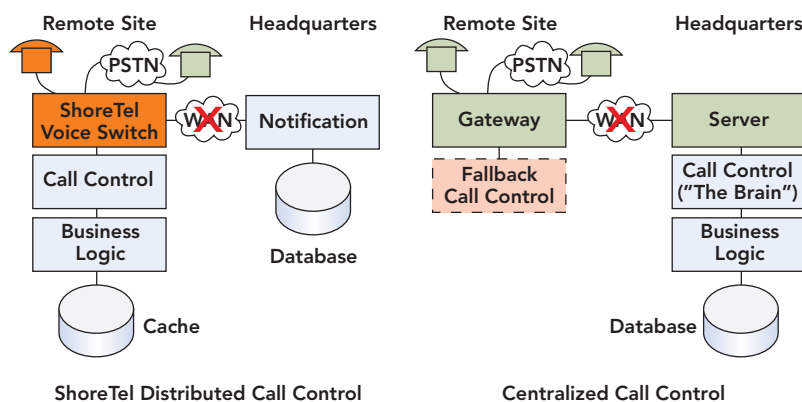 Remote Site
Headquarters
PSTN
ShoreTel
Voice Switch
WAN
Notification
Call Control
Business
Logic
Database
Cache
ShoreTel Distributed Call Control
Remote Site
Headquarters
PSTN
Gateway
WAN
Server
Fallback
Call Control
Call Control
("The Brain")
Business
Logic
Database
Centralized Call Control